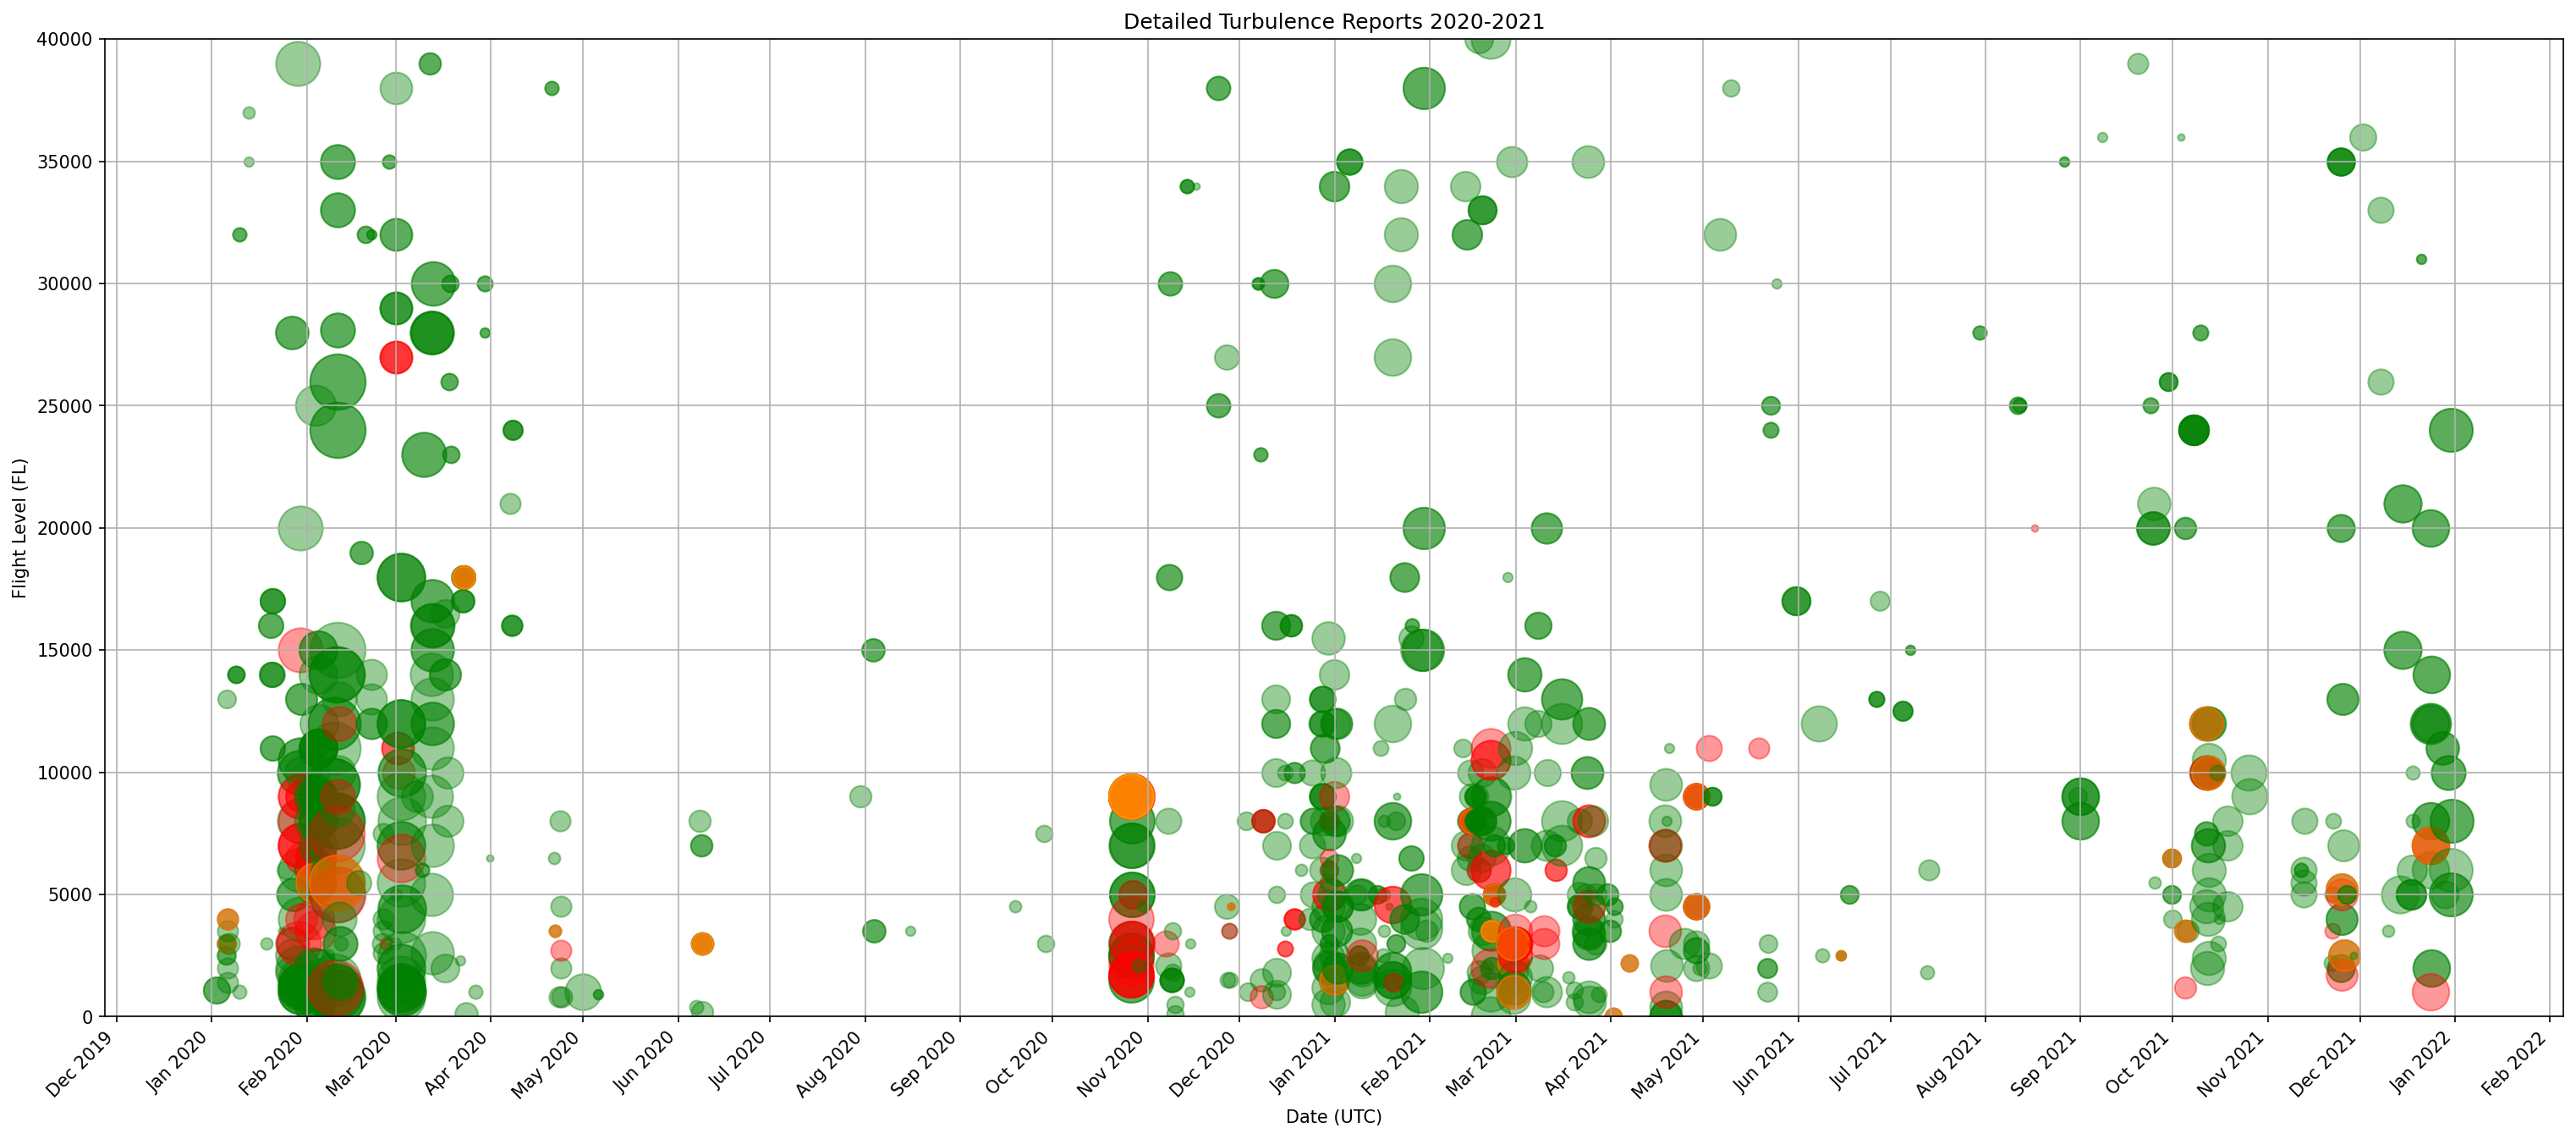 Detailed Turbulence Reports 2020-2021
Flight Level (FL)
40000
35000
30000
25000
20000
15000
10000
5000
0
Dec 2019
Jan 2020
Feb 2020
Mar 2020
Apr 2020
May 2020
Jun 2020
Jul 2020
Aug 2020
Sep 2020
Oct 2020
Nov 2020
Dec 2020
Jan 2021
Feb 2021
Mar 2021
Apr 2021
May 2021
Jun 2021
Jul 2021
Aug 2021
Sep 2021
Oct 2021
Nov 2021
Dec 2021
Jan 2022
Feb 2022
Date (UTC)